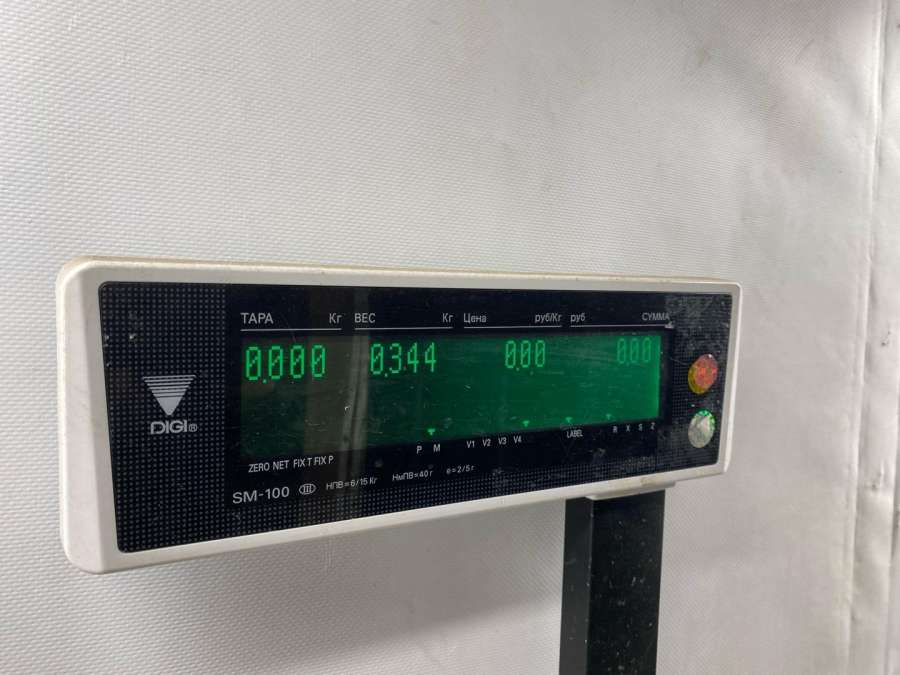 ТАРА Кг ВЕС Кг Цена руб/Кг руб СУММА
0.000 0.344 0.00 0.00
DIGI®
P M V1 V2 V3 V4 LABEL R X S Z
ZERO NET FIX T FIX P
SM-100 III НПВ=6/15 Кг НмПВ=40 г e=2/5 г